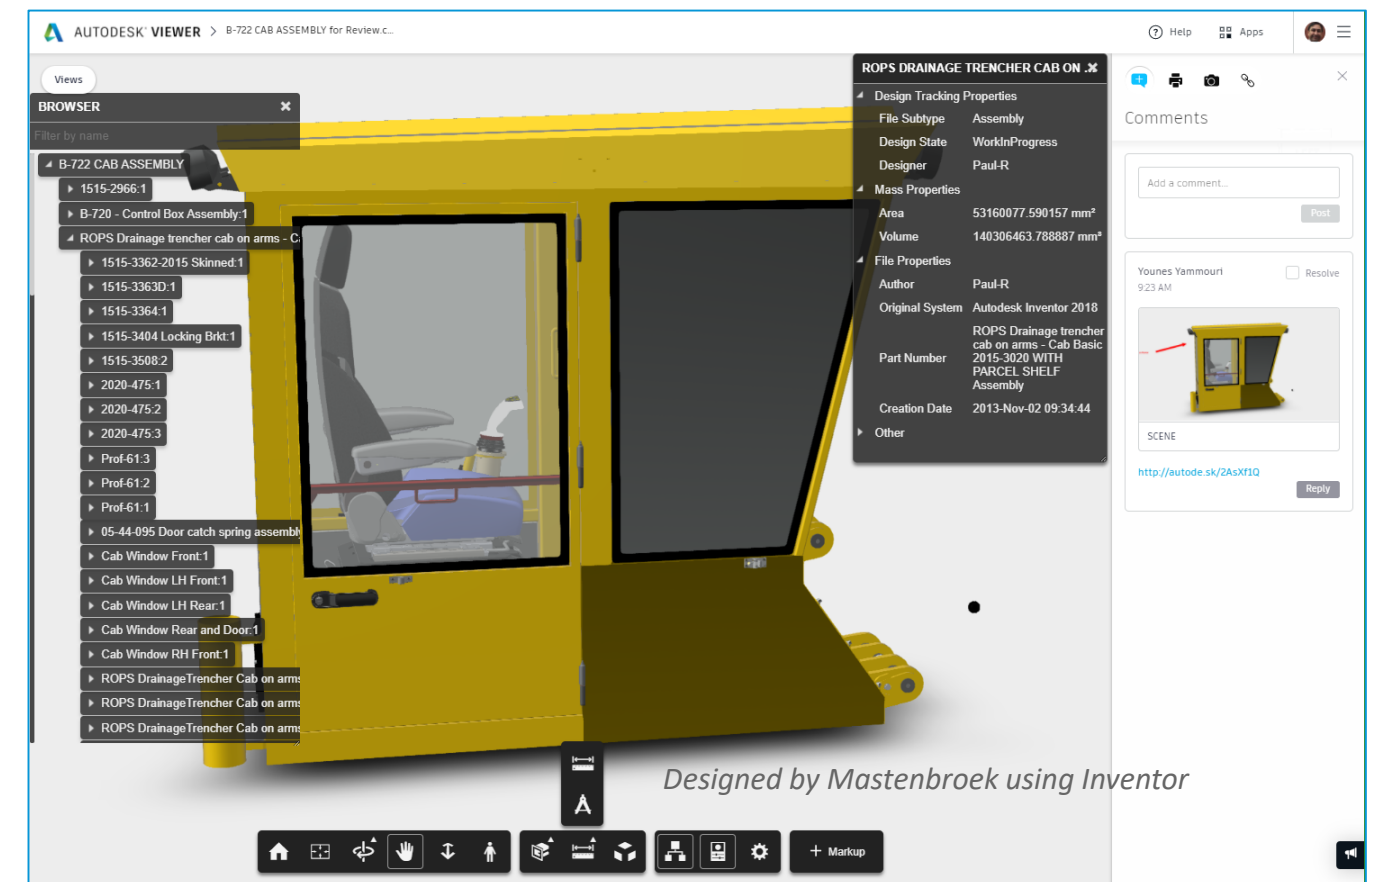 AUTODESK® VIEWER > B-722 CAB ASSEMBLY for Review.c...
Help
Apps
Views
BROWSER
Filter by name
B-722 CAB ASSEMBLY
1515-2966:1
B-720 - Control Box Assembly:1
ROPS Drainage trencher cab on arms - Ca
1515-3362-2015 Skinned:1
1515-3363D:1
1515-3364:1
1515-3404 Locking Brkt:1
1515-3508:2
2020-475:1
2020-475:2
2020-475:3
Prof-61:3
Prof-61:2
Prof-61:1
05-44-095 Door catch spring assembly
Cab Window Front:1
Cab Window LH Front:1
Cab Window LH Rear:1
Cab Window Rear and Door:1
Cab Window RH Front:1
ROPS DrainageTrencher Cab on arms
ROPS DrainageTrencher Cab on arms
ROPS DrainageTrencher Cab on arms
ROPS DRAINAGE TRENCHER CAB ON .
Design Tracking Properties
File Subtype Assembly
Design State WorkInProgress
Designer Paul-R
Mass Properties
Area 53160077.590157 mm²
Volume 140306463.788887 mm³
File Properties
Author Paul-R
Original System Autodesk Inventor 2018
Part Number ROPS Drainage trencher
cab on arms - Cab Basic
2015-3020 WITH
PARCEL SHELF
Assembly
Creation Date 2013-Nov-02 09:34:44
Other
Comments
Add a comment...
Post
Younes Yammouri
Resolve
9:23 AM
SCENE
http://autode.sk/2AsXf1Q
Reply
Designed by Mastenbroek using Inventor
+ Markup